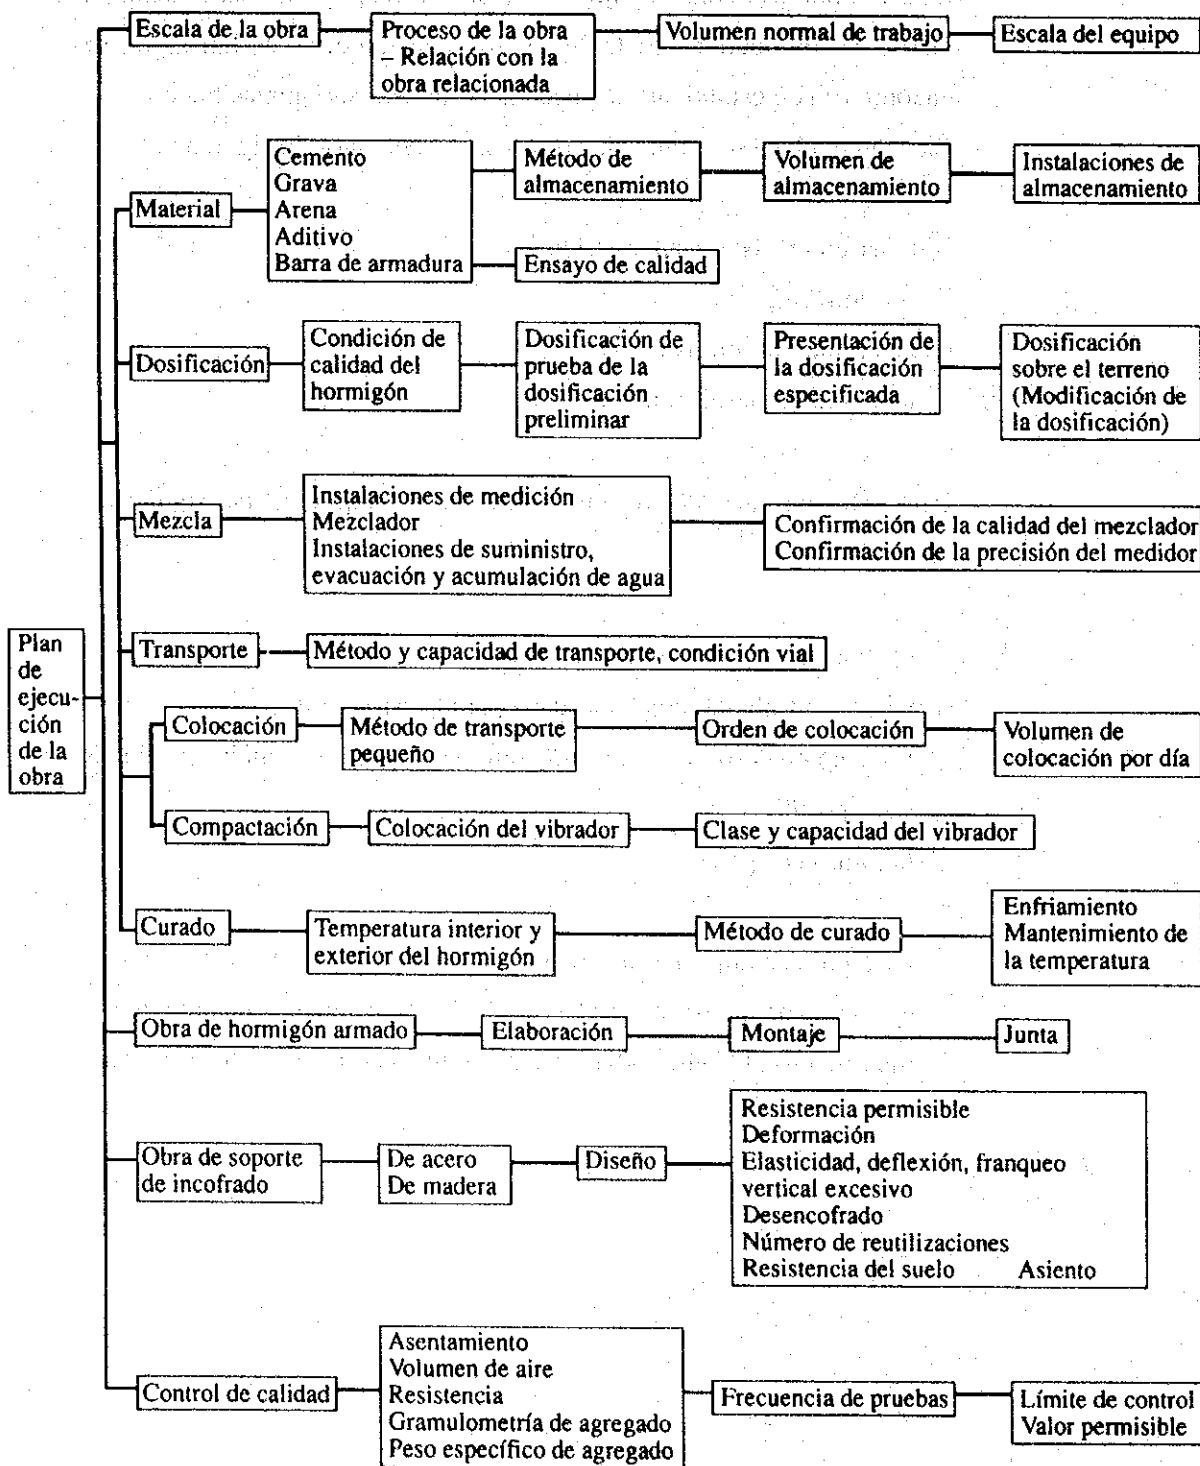 Escala de la obra
Proceso de la obra
– Relación con la
obra relacionada
Volumen normal de trabajo
Escala del equipo
Material
Cemento
Grava
Arena
Aditivo
Barra de armadura
Método de
almacenamiento
Volumen de
almacenamiento
Instalaciones de
almacenamiento
Ensayo de calidad
Dosificación
Condición de
calidad del
hormigón
Dosificación de
prueba de la
dosificación
preliminar
Presentación de
la dosificación
especificada
Dosificación
sobre el terreno
(Modificación de
la dosificación)
Mezcla
Instalaciones de medición
Mezclador
Instalaciones de suministro,
evacuación y acumulación de agua
Confirmación de la calidad del mezclador
Confirmación de la precisión del medidor
Plan
de
ejecu-
ción
de la
obra
Transporte
Método y capacidad de transporte, condición vial
Colocación
Método de transporte
pequeño
Orden de colocación
Volumen de
colocación por día
Compactación
Colocación del vibrador
Clase y capacidad del vibrador
Curado
Temperatura interior y
exterior del hormigón
Método de curado
Enfriamiento
Mantenimiento de
la temperatura
Obra de hormigón armado
Elaboración
Montaje
Junta
Obra de soporte
de incofrado
De acero
De madera
Diseño
Resistencia permisible
Deformación
Elasticidad, deflexión, franqueo
vertical excesivo
Desencofrado
Número de reutilizaciones
Resistencia del suelo Asiento
Control de calidad
Asentamiento
Volumen de aire
Resistencia
Gramulometría de agregado
Peso específico de agregado
Frecuencia de pruebas
Límite de control
Valor permisible